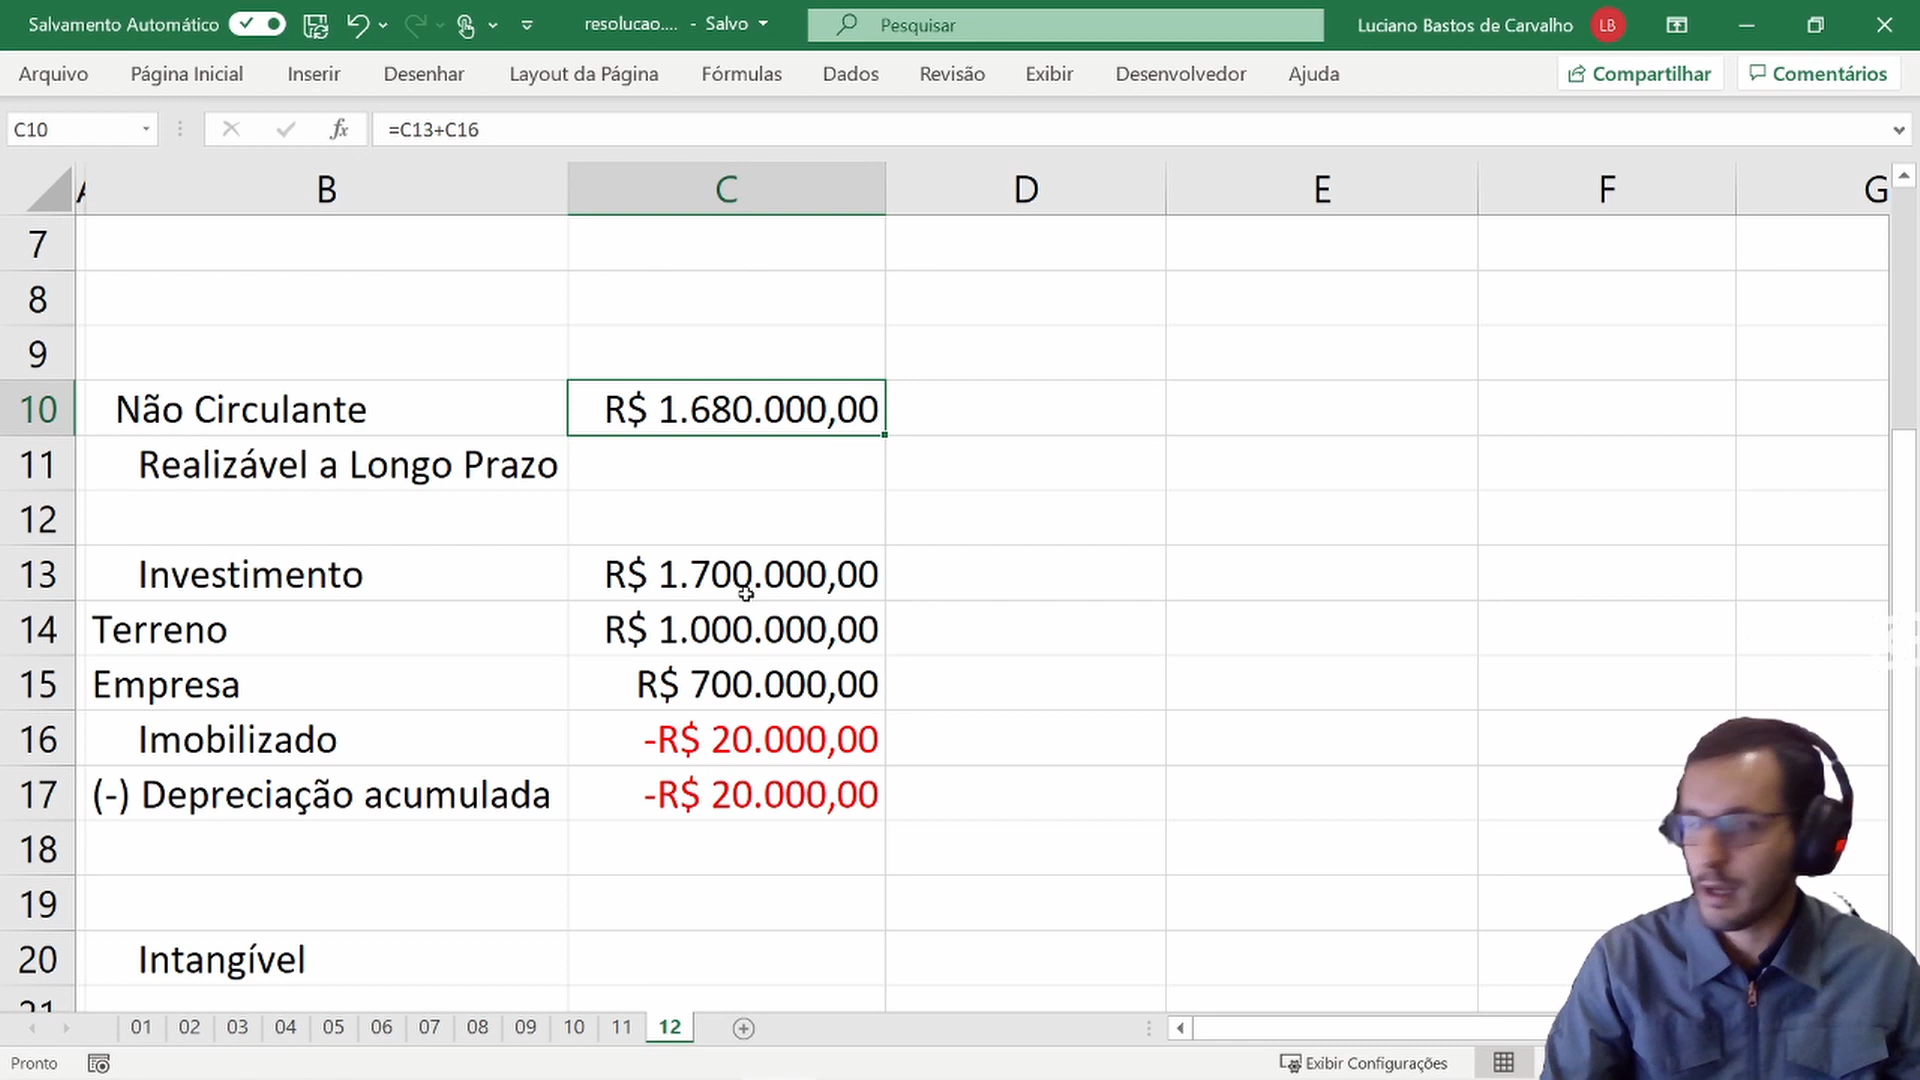 Salvamento Automático
resolucao.... - Salvo
Pesquisar
Luciano Bastos de Carvalho
LB
Arquivo
Página Inicial
Inserir
Desenhar
Layout da Página
Fórmulas
Dados
Revisão
Exibir
Desenvolvedor
Ajuda
Compartilhar
Comentários
C10
fx
=C13+C16
A B C D E F G
7
8
9
10 Não Circulante R$ 1.680.000,00
11 Realizável a Longo Prazo
12
13 Investimento R$ 1.700.000,00
14 Terreno R$ 1.000.000,00
15 Empresa R$ 700.000,00
16 Imobilizado -R$ 20.000,00
17 (-) Depreciação acumulada -R$ 20.000,00
18
19
20 Intangível
21
01 02 03 04 05 06 07 08 09 10 11 12
Pronto
Exibir Configurações